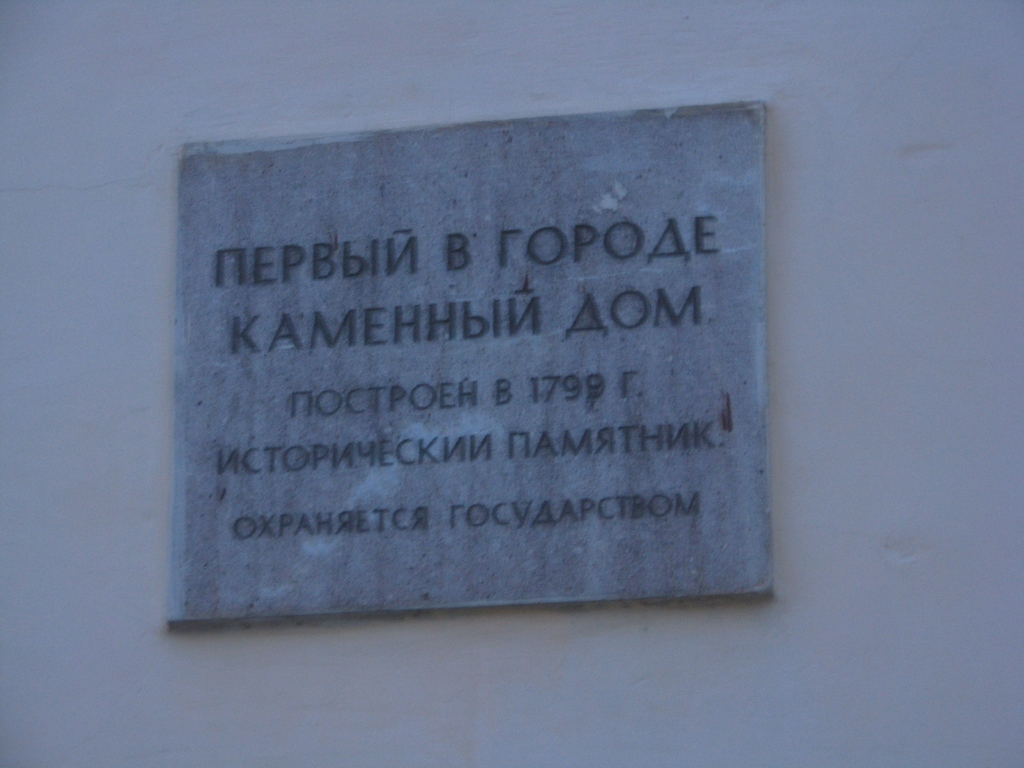 ПЕРВЫЙ В ГОРОДЕ
КАМЕННЫЙ ДОМ.
ПОСТРОЕН В 1799 Г.
ИСТОРИЧЕСКИЙ ПАМЯТНИК.
ОХРАНЯЕТСЯ ГОСУДАРСТВОМ